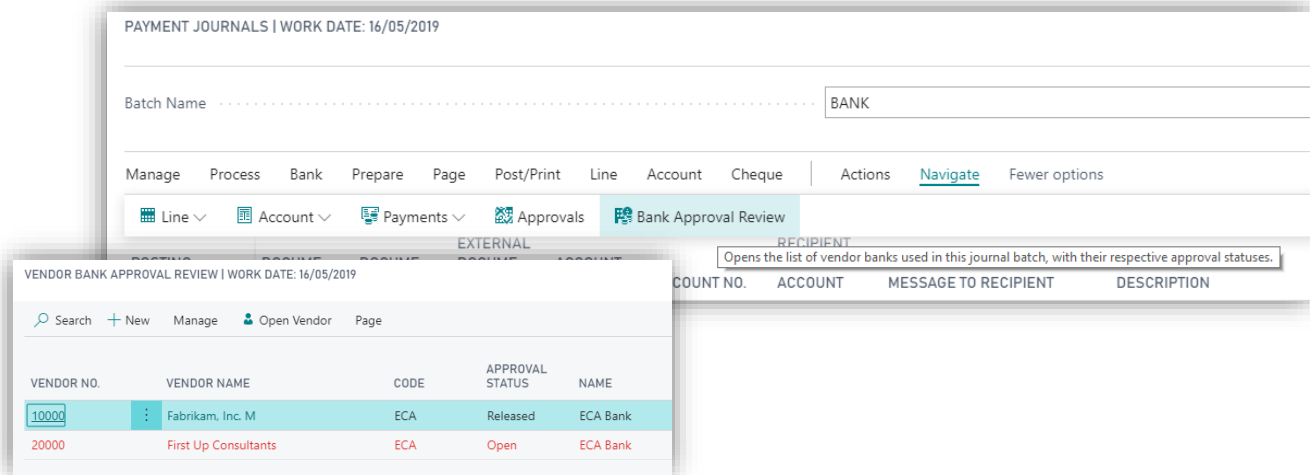 PAYMENT JOURNALS | WORK DATE: 16/05/2019
Batch Name
BANK
Manage Process Bank Prepare Page Post/Print Line Account Cheque Actions Navigate Fewer options
Line Account Payments Approvals Bank Approval Review
EXTERNAL RECIPIENT
Opens the list of vendor banks used in this journal batch, with their respective approval statuses.
COUNT NO. ACCOUNT MESSAGE TO RECIPIENT DESCRIPTION
VENDOR BANK APPROVAL REVIEW | WORK DATE: 16/05/2019
Search New Manage Open Vendor Page
APPROVAL
VENDOR NO. VENDOR NAME CODE STATUS NAME
10000 Fabrikam, Inc. M ECA Released ECA Bank
20000 First Up Consultants ECA Open ECA Bank